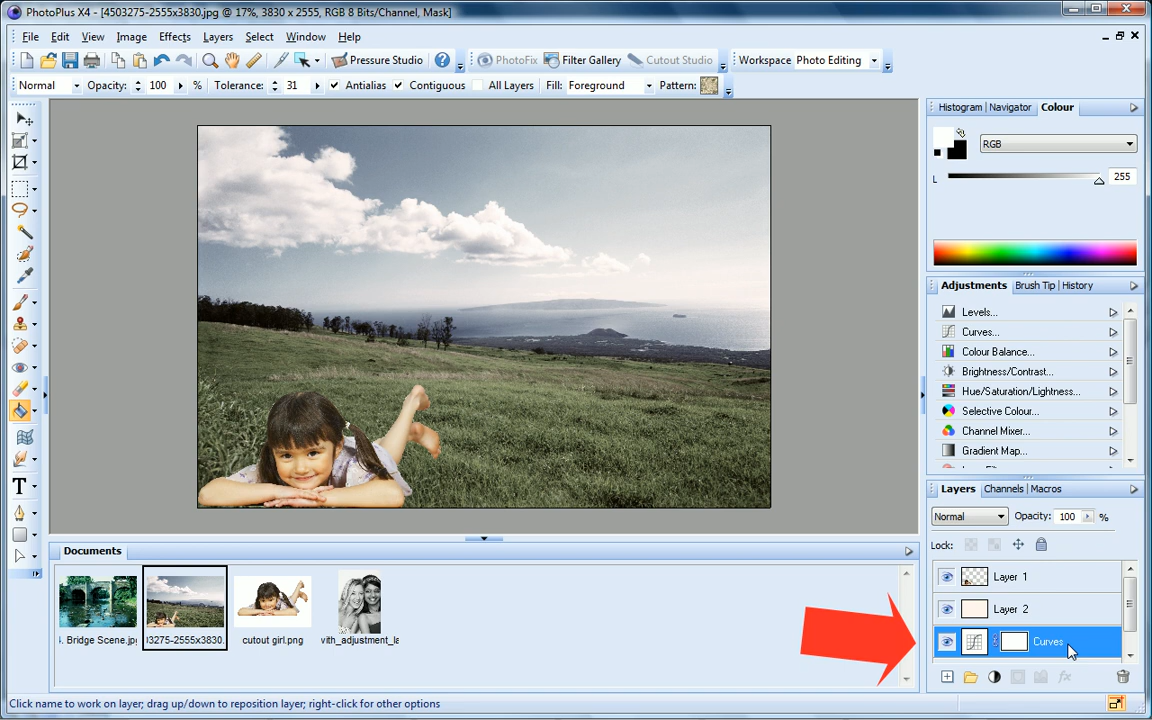 PhotoPlus X4 - [4503275-2555x3830.jpg @ 17%, 3830 x 2555, RGB 8 Bits/Channel, Mask]
File Edit View Image Effects Layers Select Window Help
Pressure Studio PhotoFix Filter Gallery Cutout Studio Workspace Photo Editing
Normal Opacity: 100 % Tolerance: 31 Antialias Contiguous All Layers Fill: Foreground Pattern:
Histogram | Navigator Colour
RGB
L 255
Adjustments Brush Tip | History
Levels...
Curves...
Colour Balance...
Brightness/Contrast...
Hue/Saturation/Lightness...
Selective Colour...
Channel Mixer...
Gradient Map...
Layers Channels | Macros
Normal Opacity: 100 %
Lock:
Layer 1
Layer 2
Curves
Documents
. Bridge Scene.jpg
3275-2555x3830.
cutout girl.png
vith_adjustment_la
Click name to work on layer; drag up/down to reposition layer; right-click for other options